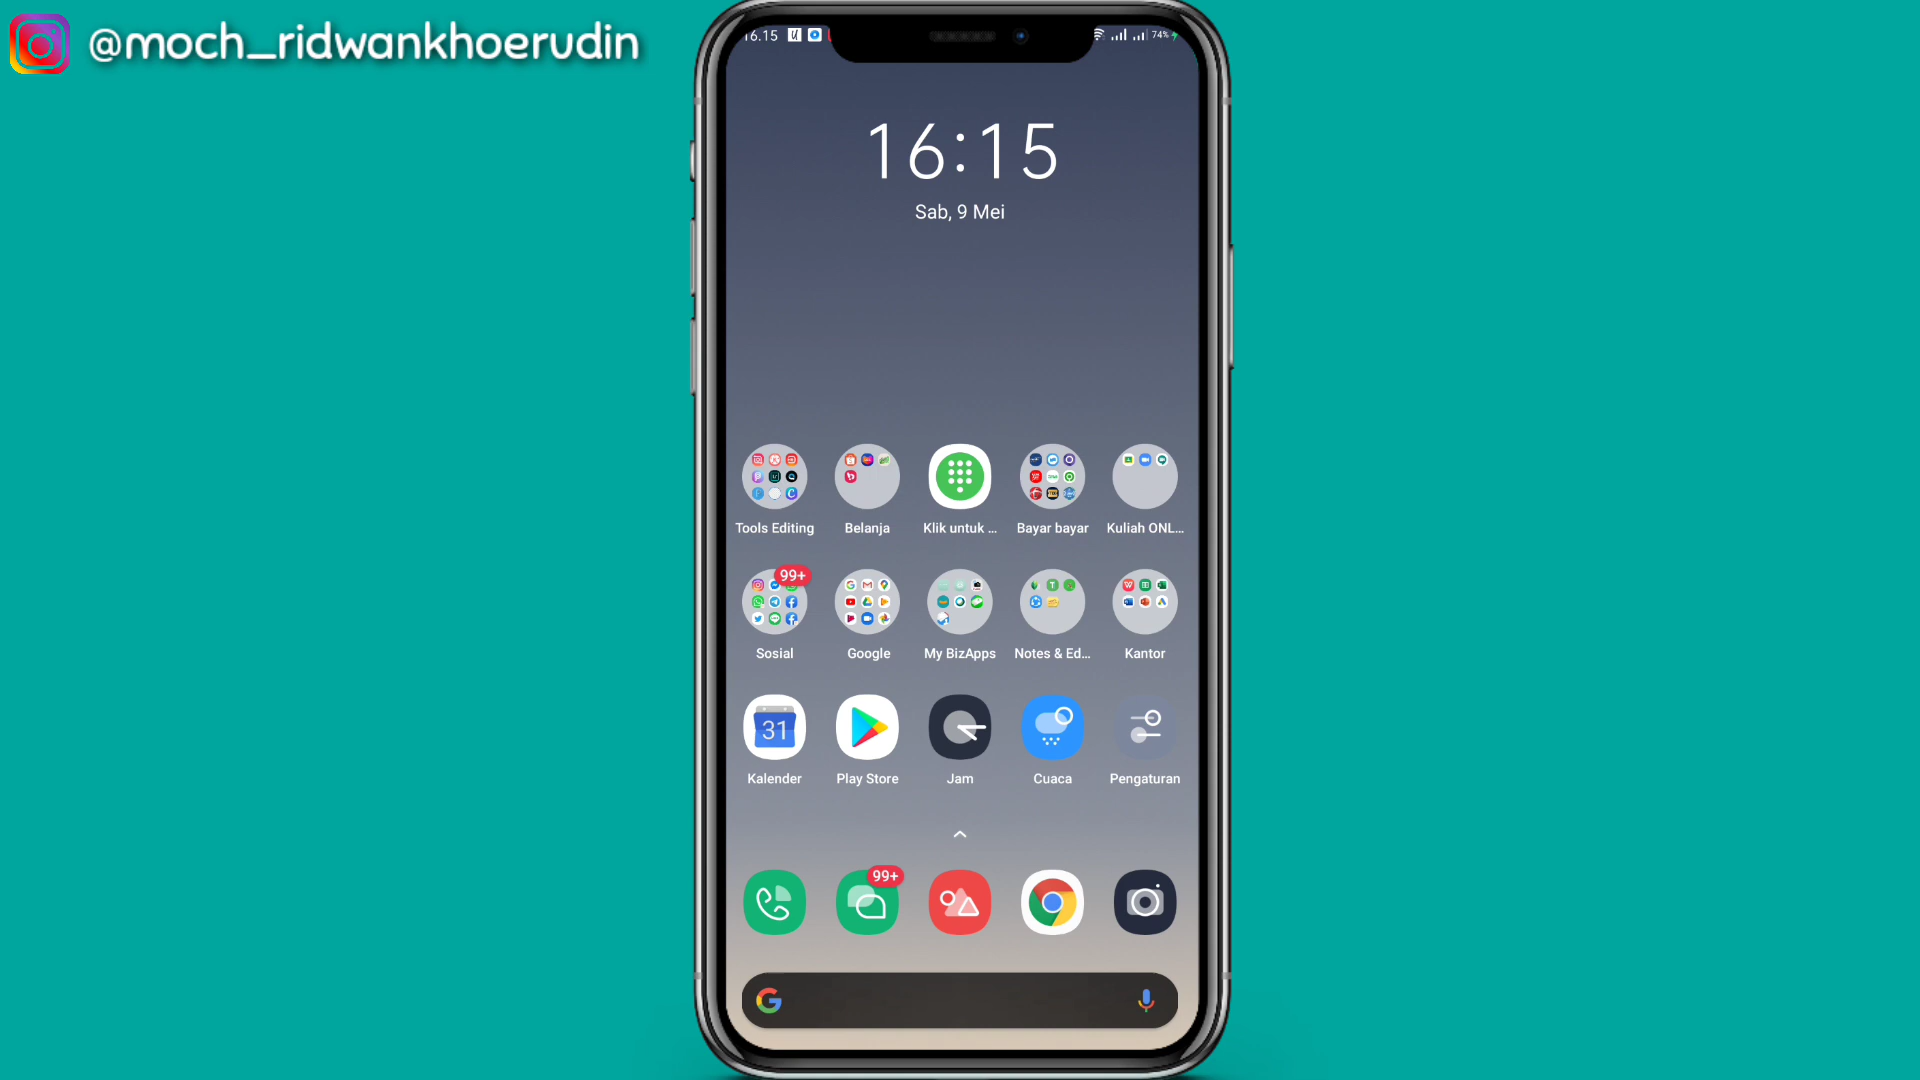 @moch_ridwankhoerudin
16.15
74%
16:15
Sab, 9 Mei
Tools Editing
Belanja
Klik untuk ...
Bayar bayar
Kuliah ONL...
99+
Sosial
Google
My BizApps
Notes & Ed...
Kantor
31
Kalender
Play Store
Jam
Cuaca
Pengaturan
99+